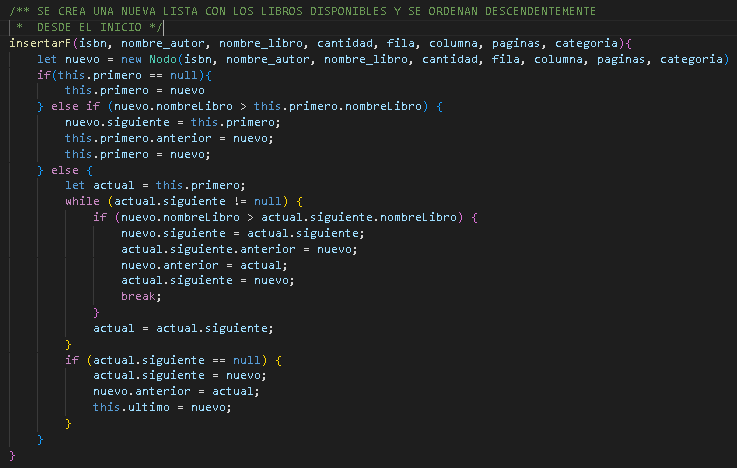 /** SE CREA UNA NUEVA LISTA CON LOS LIBROS DISPONIBLES Y SE ORDENAN DESCENDENTEMENTE
 *  DESDE EL INICIO */
insertarF(isbn, nombre_autor, nombre_libro, cantidad, fila, columna, paginas, categoria){
    let nuevo = new Nodo(isbn, nombre_autor, nombre_libro, cantidad, fila, columna, paginas, categoria)
    if(this.primero == null){
        this.primero = nuevo
    } else if (nuevo.nombreLibro > this.primero.nombreLibro) {
        nuevo.siguiente = this.primero;
        this.primero.anterior = nuevo;
        this.primero = nuevo;
    } else {
        let actual = this.primero;
        while (actual.siguiente != null) {
            if (nuevo.nombreLibro > actual.siguiente.nombreLibro) {
                nuevo.siguiente = actual.siguiente;
                actual.siguiente.anterior = nuevo;
                nuevo.anterior = actual;
                actual.siguiente = nuevo;
                break;
            }
            actual = actual.siguiente;
        }
        if (actual.siguiente == null) {
            actual.siguiente = nuevo;
            nuevo.anterior = actual;
            this.ultimo = nuevo;
        }
    }
}